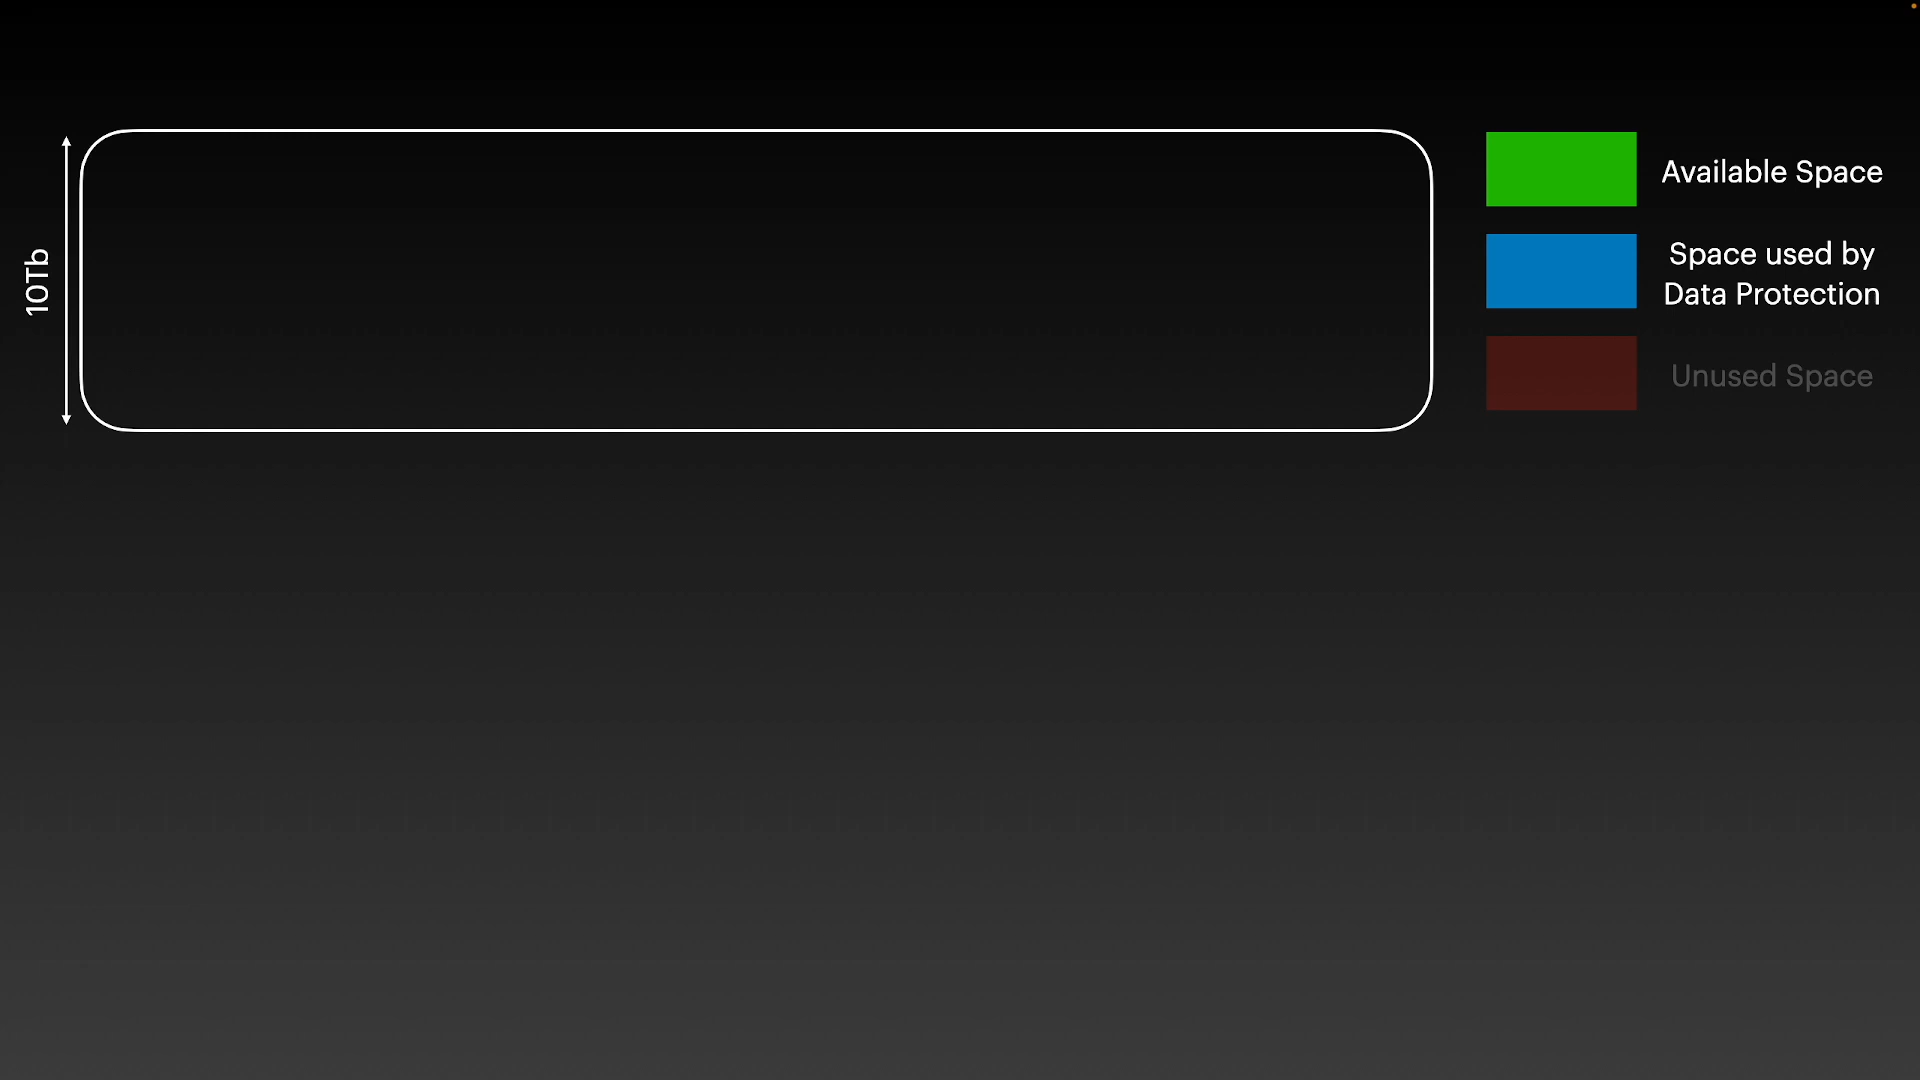 10Tb
Available Space
Space used by
Data Protection
Unused Space